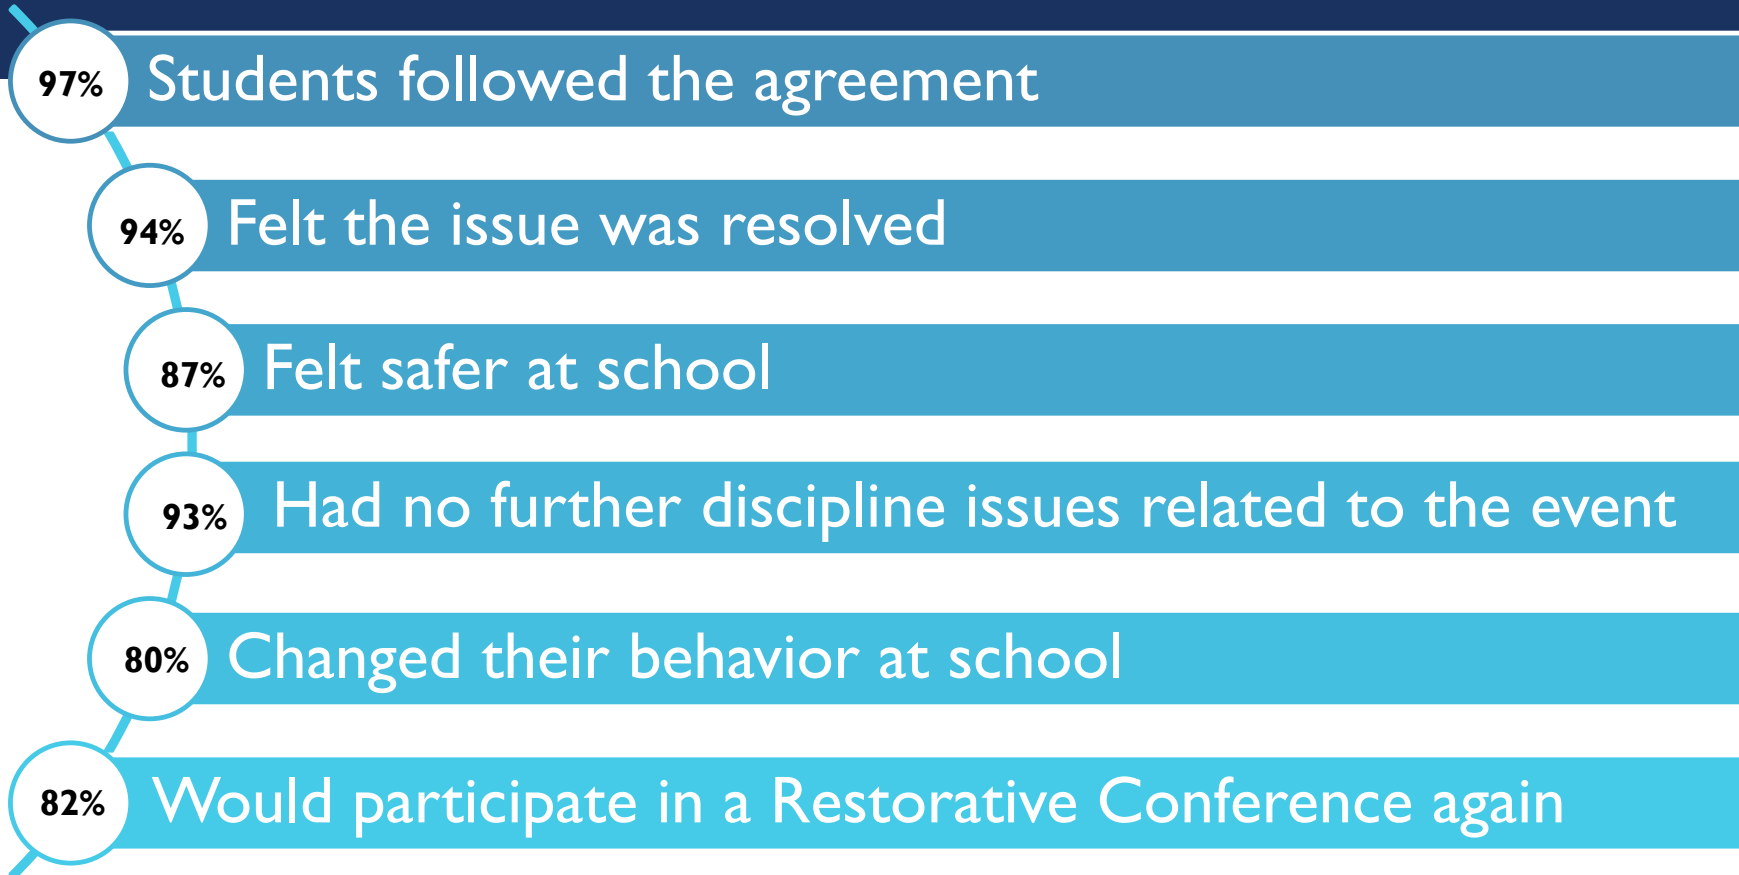 97% Students followed the agreement
94% Felt the issue was resolved
87% Felt safer at school
93% Had no further discipline issues related to the event
80% Changed their behavior at school
82% Would participate in a Restorative Conference again